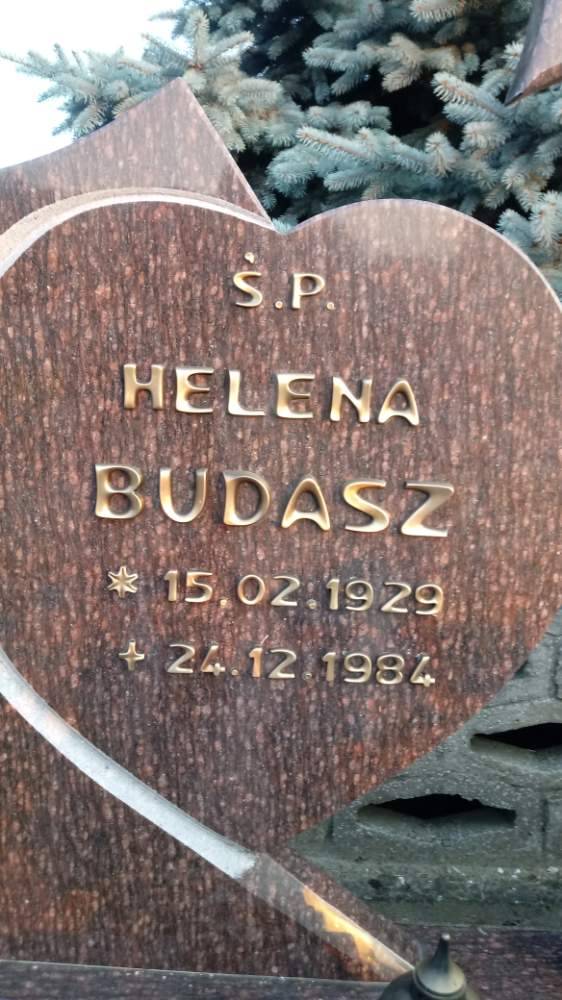 Ś.P.
HELENA
BUDASZ
* 15.02.1929
+ 24.12.1984